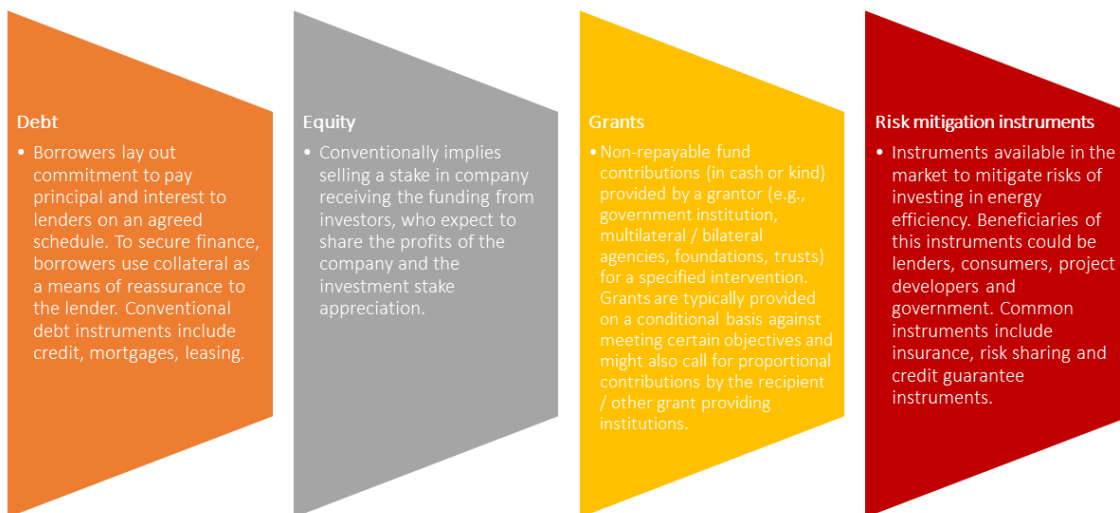 Debt
• Borrowers lay out
commitment to pay
principal and interest to
lenders on an agreed
schedule. To secure finance,
borrowers use collateral as
a means of reassurance to
the lender. Conventional
debt instruments include
credit, mortgages, leasing.
Equity
• Conventionally implies
selling a stake in company
receiving the funding from
investors, who expect to
share the profits of the
company and the
investment stake
appreciation.
Grants
• Non-repayable fund
contributions (in cash or kind)
provided by a grantor (e.g.,
government institution,
multilateral / bilateral
agencies, foundations, trusts)
for a specified intervention.
Grants are typically provided
on a conditional basis against
meeting certain objectives and
might also call for proportional
contributions by the recipient
/ other grant providing
institutions.
Risk mitigation instruments
• Instruments available in the
market to mitigate risks of
investing in energy
efficiency. Beneficiaries of
this instruments could be
lenders, consumers, project
developers and
government. Common
instruments include
insurance, risk sharing and
credit guarantee
instruments.